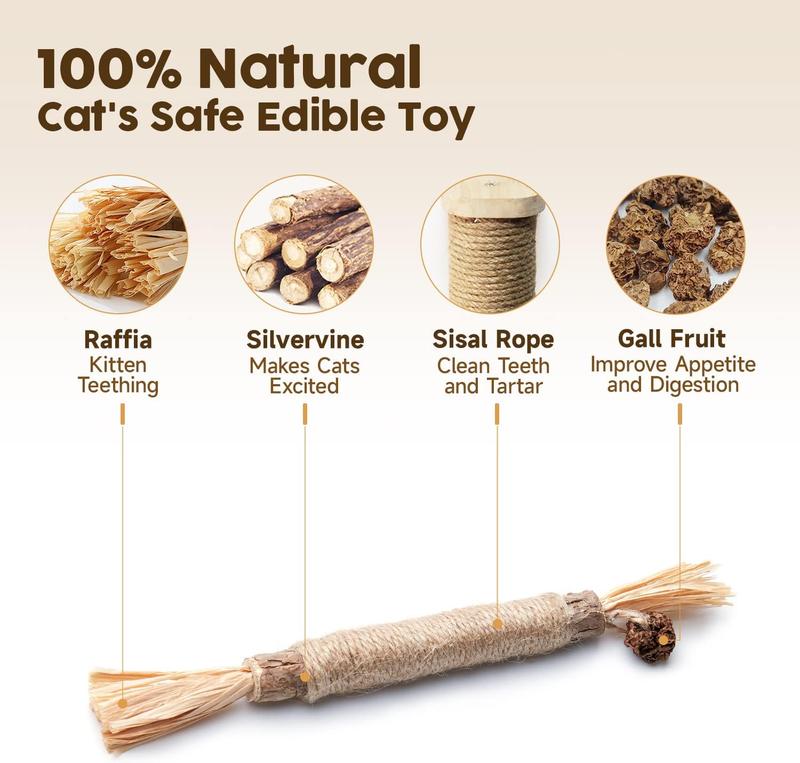 100% Natural
Cat's Safe Edible Toy
Raffia
Kitten
Teething
Silvervine
Makes Cats
Excited
Sisal Rope
Clean Teeth
and Tartar
Gall Fruit
Improve Appetite
and Digestion